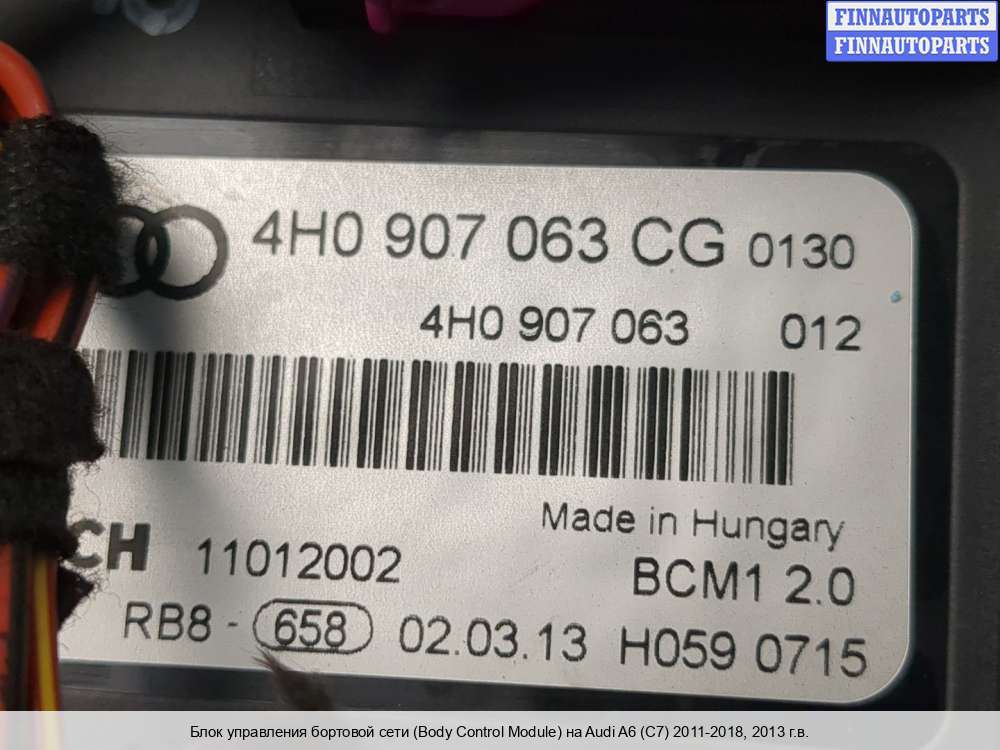 FINNAUTOPARTS
FINNAUTOPARTS
4H0 907 063 CG 0130
4H0 907 063 012
Made in Hungary
CH 11012002
BCM1 2.0
RB8 - 658 02.03.13 H059 0715
Блок управления бортовой сети (Body Control Module) на Audi A6 (C7) 2011-2018, 2013 г.в.